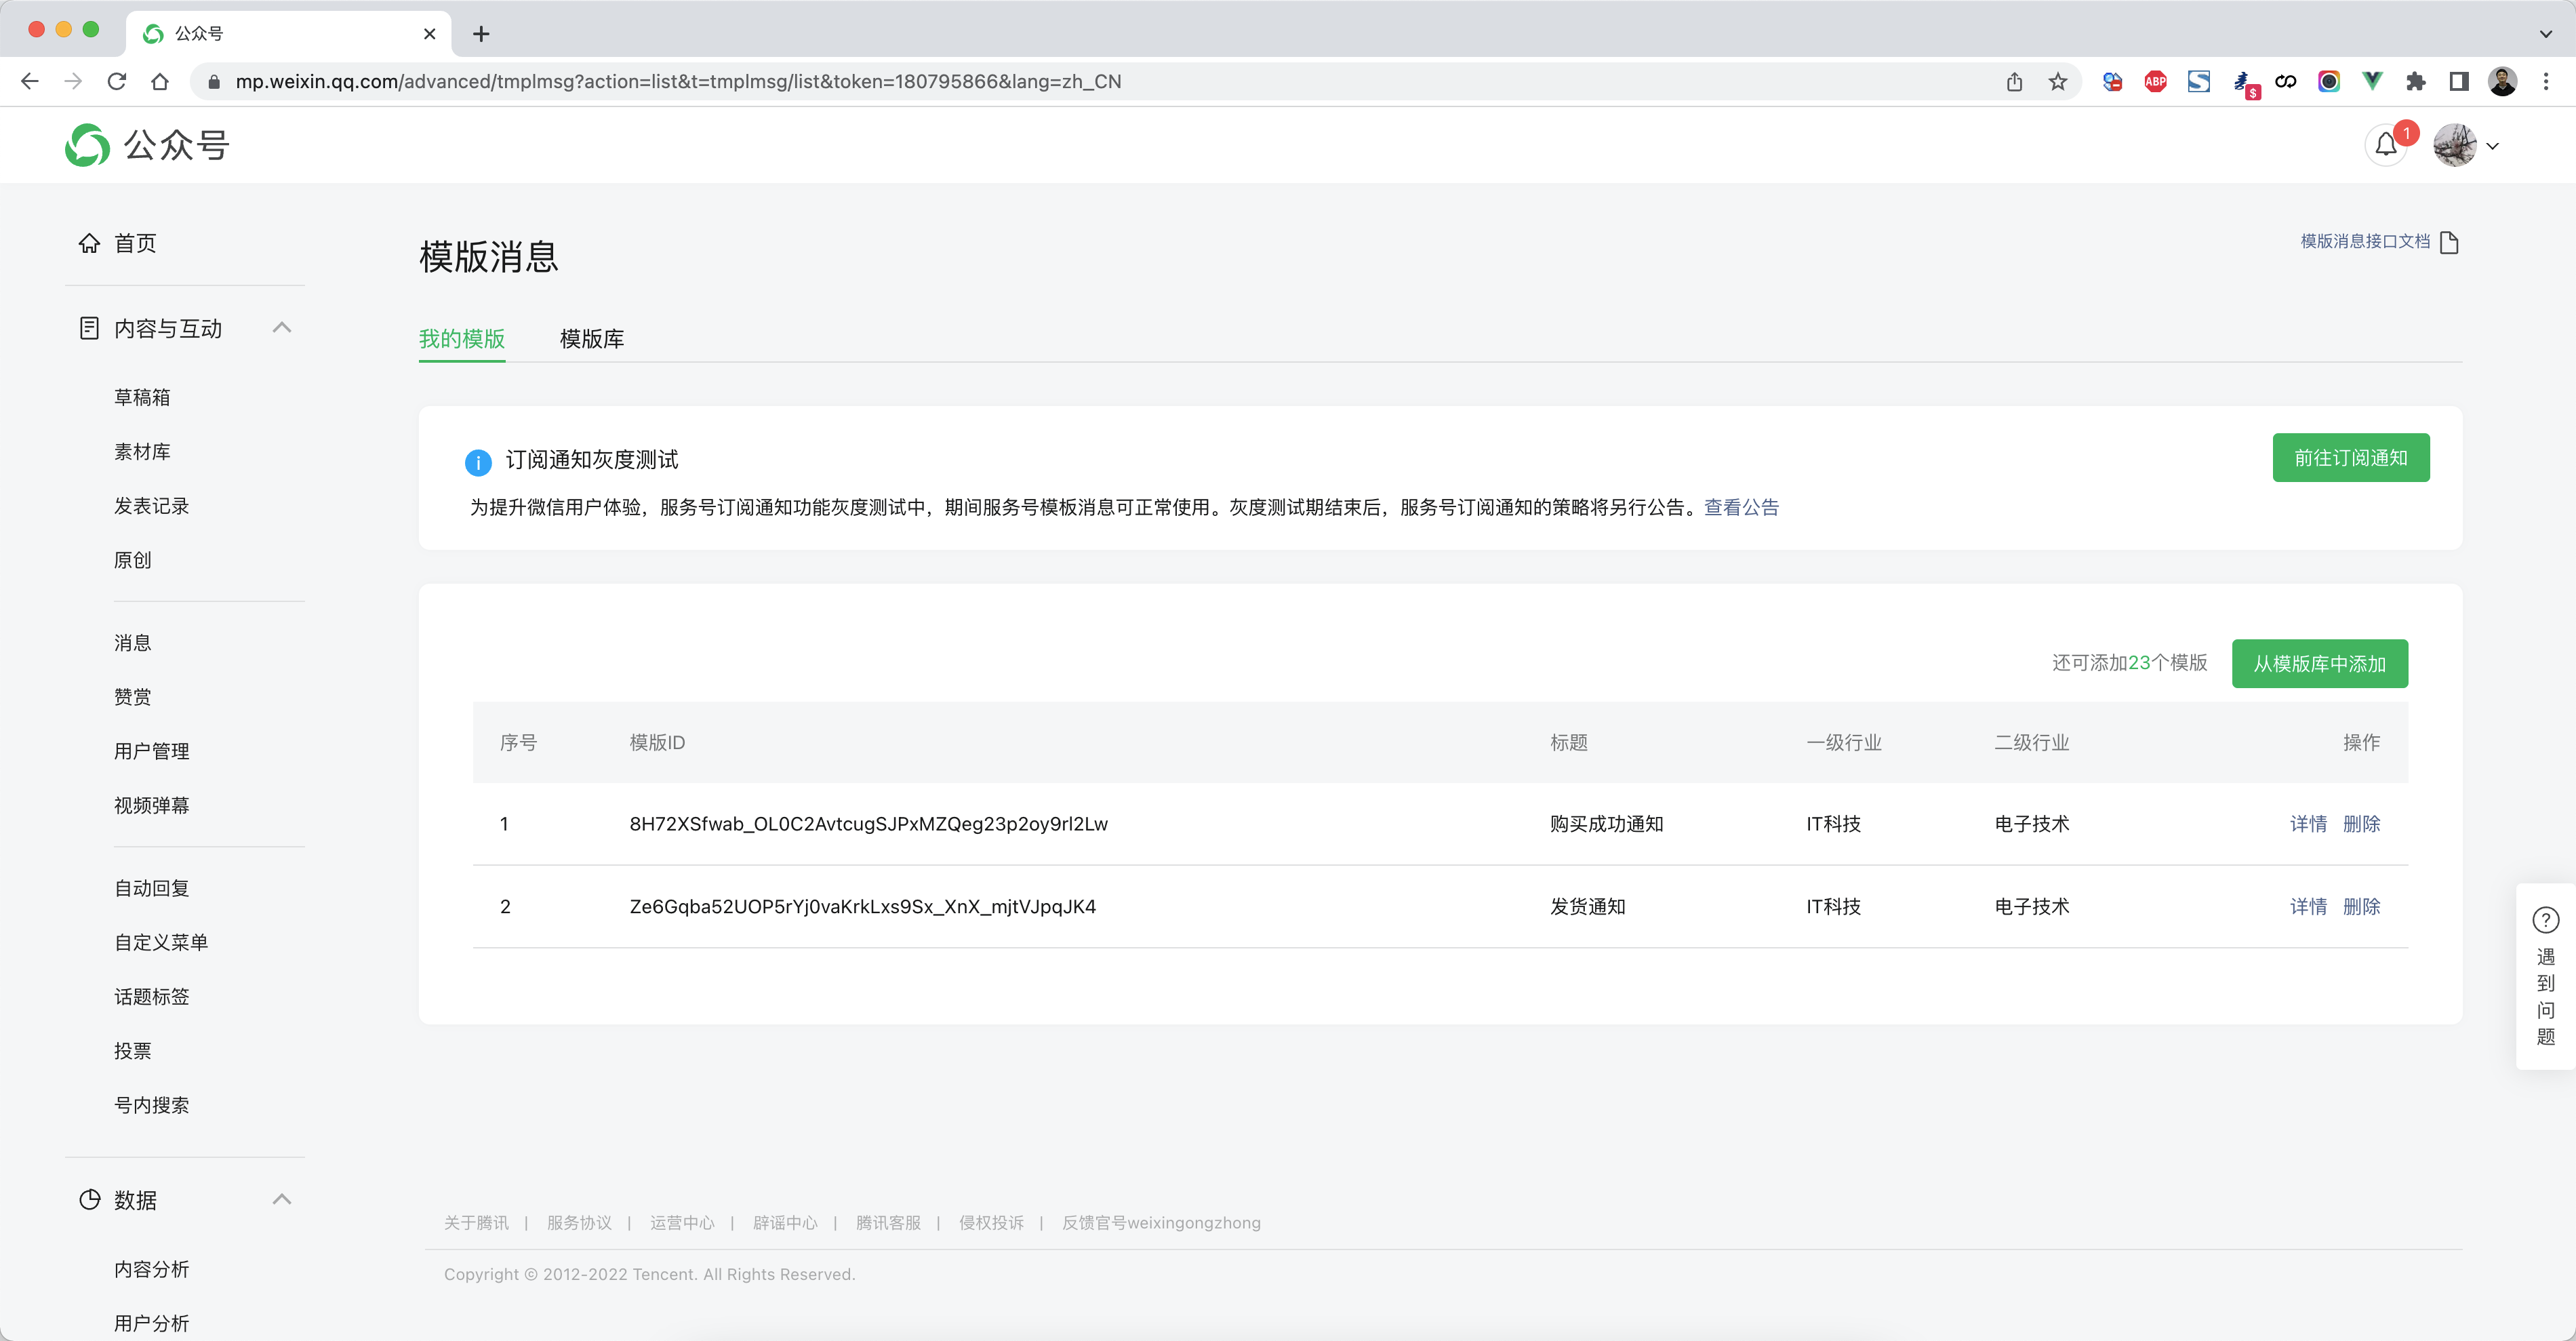 公众号
mp.weixin.qq.com/advanced/tmplmsg?action=list&t=tmplmsg/list&token=180795866&lang=zh_CN
ABP
$
公众号
1
首页
内容与互动
草稿箱
素材库
发表记录
原创
消息
赞赏
用户管理
视频弹幕
自动回复
自定义菜单
话题标签
投票
号内搜索
数据
内容分析
用户分析
模版消息
模版消息接口文档
我的模版 模版库
订阅通知灰度测试
前往订阅通知
为提升微信用户体验，服务号订阅通知功能灰度测试中，期间服务号模板消息可正常使用。灰度测试期结束后，服务号订阅通知的策略将另行公告。查看公告
还可添加23个模版 从模版库中添加
序号 模版ID 标题 一级行业 二级行业 操作
1 8H72XSfwab_OL0C2AvtcugSJPxMZQeg23p2oy9rl2Lw 购买成功通知 IT科技 电子技术 详情 删除
2 Ze6Gqba52UOP5rYj0vaKrkLxs9Sx_XnX_mjtVJpqJK4 发货通知 IT科技 电子技术 详情 删除
遇到问题
关于腾讯 | 服务协议 | 运营中心 | 辟谣中心 | 腾讯客服 | 侵权投诉 | 反馈官号weixingongzhong
Copyright © 2012-2022 Tencent. All Rights Reserved.